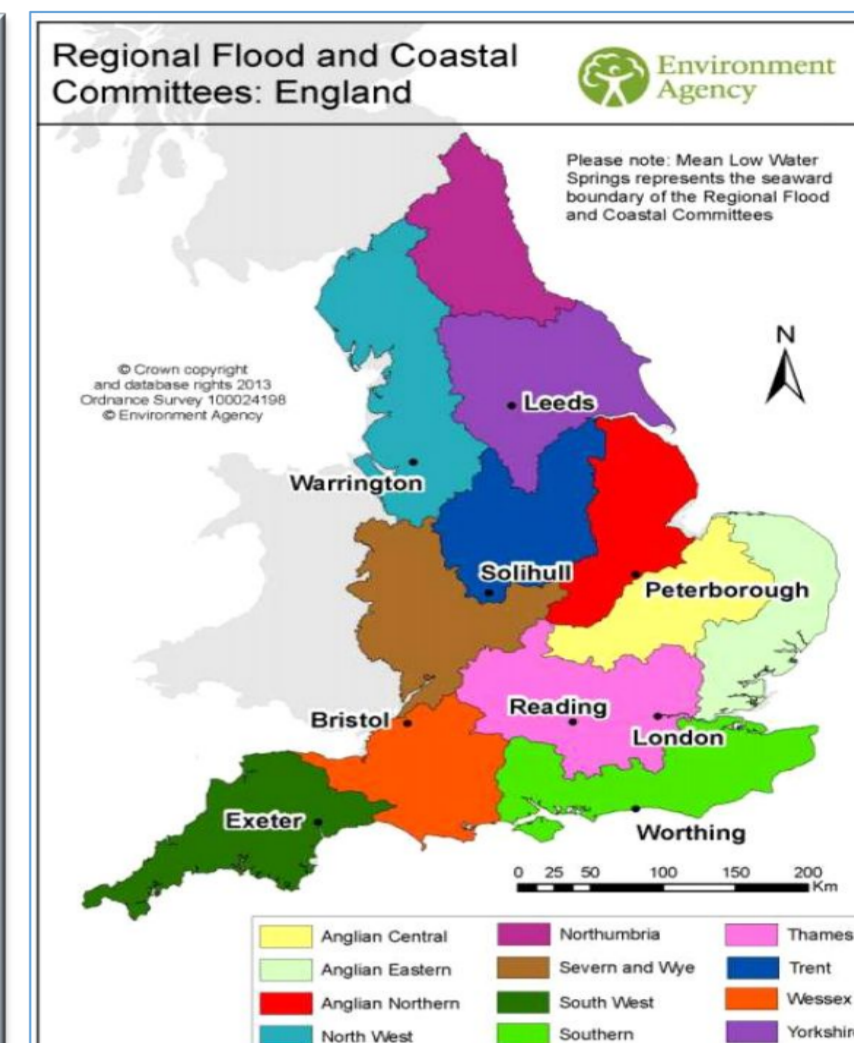 Regional Flood and Coastal
Committees: England
Environment
Agency
Please note: Mean Low Water
Springs represents the seaward
boundary of the Regional Flood
and Coastal Committees
N
© Crown copyright
and database rights 2013
Ordnance Survey 100024198
© Environment Agency
Leeds
Warrington
Solihull
Peterborough
Reading
Bristol
London
Exeter
Worthing
0 25 50 100 150 200
Km
Anglian Central
Northumbria
Thames
Anglian Eastern
Severn and Wye
Trent
Anglian Northern
South West
Wessex
North West
Southern
Yorkshire